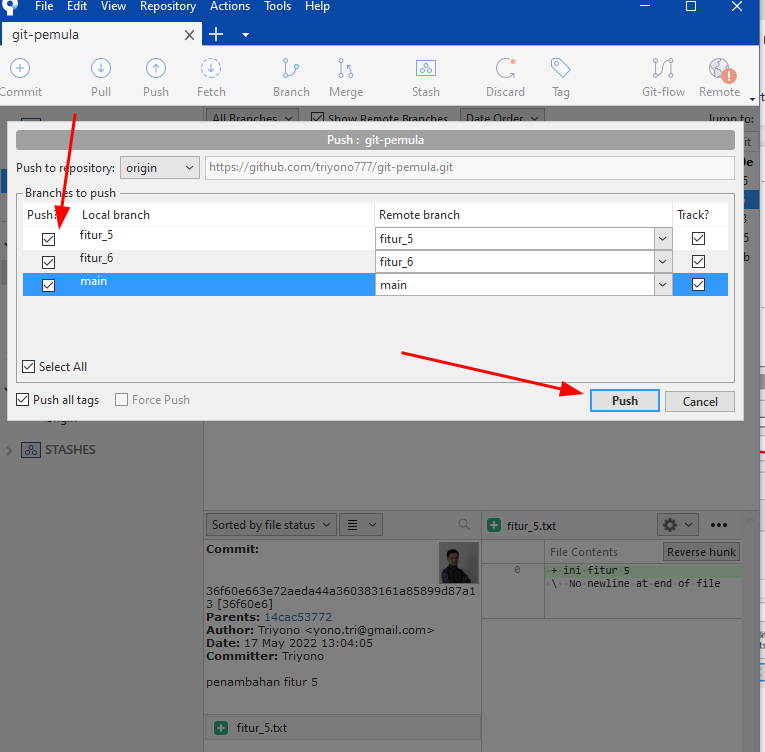 File Edit View Repository Actions Tools Help
git-pemula
Commit Pull Push Fetch Branch Merge Stash Discard Tag Git-flow Remote
All Branches Show Remote Branches Date Order Jump to:
Push : git-pemula
Push to repository: origin https://github.com/triyono777/git-pemula.git
Branches to push
Push? Local branch Remote branch Track?
fitur_5 fitur_5
fitur_6 fitur_6
main main
Select All
Push all tags Force Push Push Cancel
origin
STASHES
Sorted by file status
fitur_5.txt
Commit:
File Contents Reverse hunk
36f60e663e72aeda44a360383161a85899d87a1
3 [36f60e6]
0 + ini fitur 5
\ No newline at end of file
Parents: 14cac53772
Author: Triyono <yono.tri@gmail.com>
Date: 17 May 2022 13:04:05
Committer: Triyono
penambahan fitur 5
fitur_5.txt